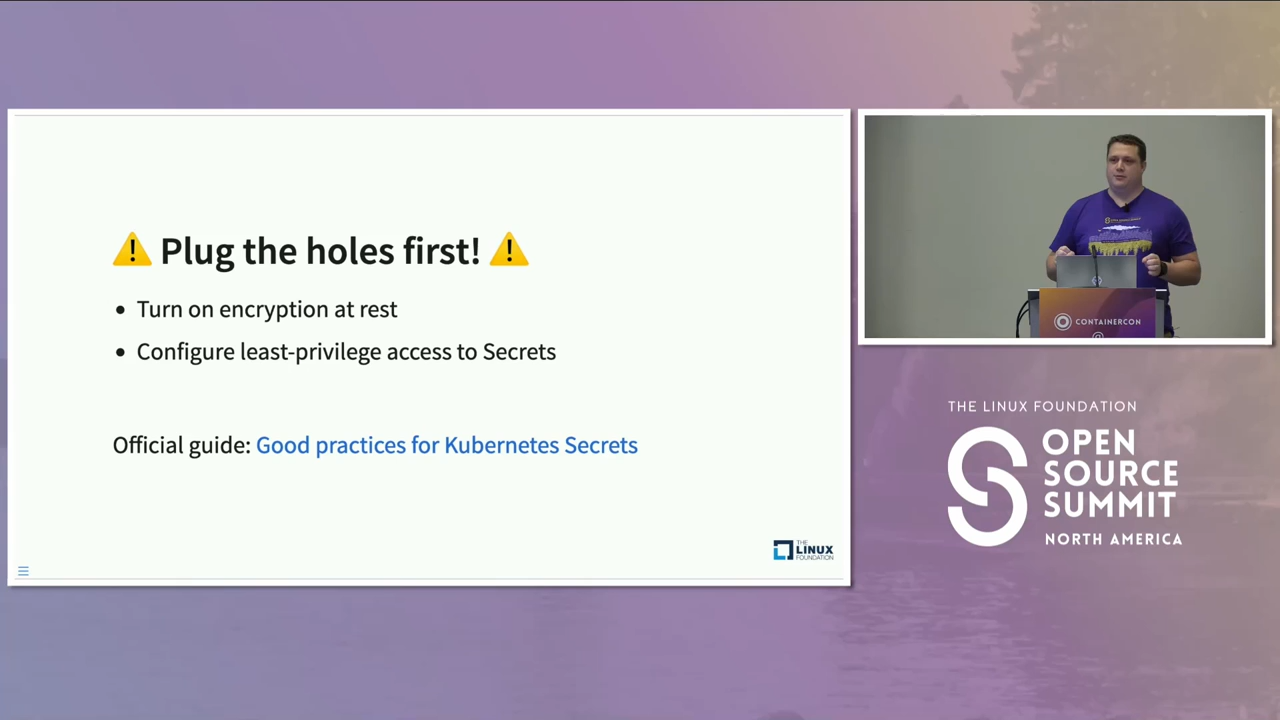 ⚠️ Plug the holes first! ⚠️
• Turn on encryption at rest
• Configure least-privilege access to Secrets
Official guide: Good practices for Kubernetes Secrets
THE
LINUX
FOUNDATION
CONTAINERCON
THE LINUX FOUNDATION
OPEN
SOURCE
SUMMIT
NORTH AMERICA